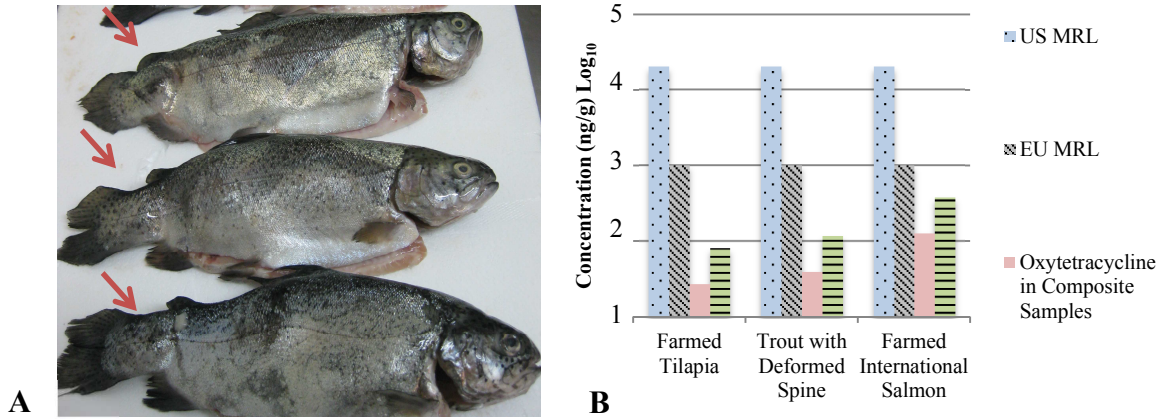 A
B
Concentration (ng/g) Log10
5
4
3
2
1
Farmed
Tilapia
Trout with
Deformed
Spine
Farmed
International
Salmon
US MRL
EU MRL
Oxytetracycline
in Composite
Samples